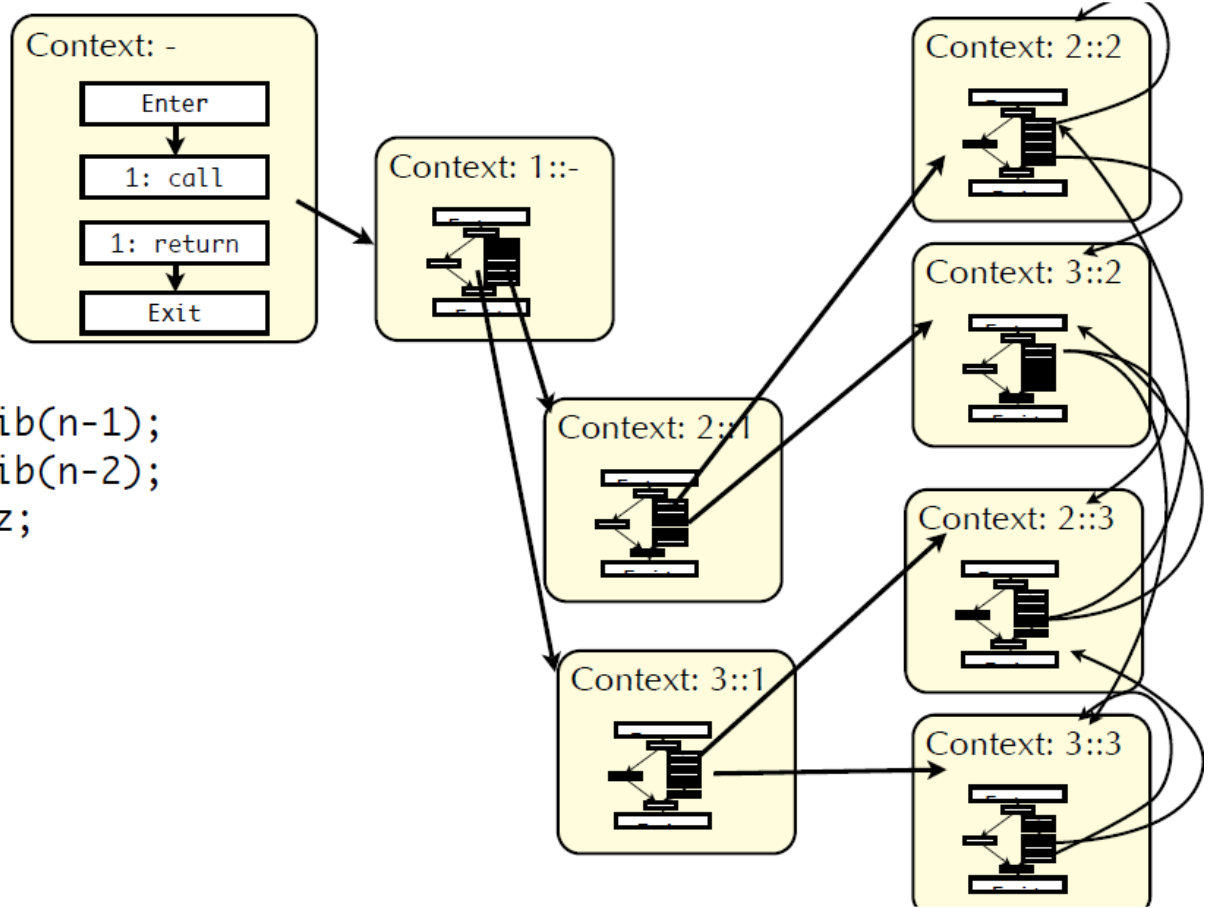 Context: -
Enter
1: call
1: return
Exit
Context: 1::-
ib(n-1);
ib(n-2);
z;
Context: 2::1
Context: 3::1
Context: 2::2
Context: 3::2
Context: 2::3
Context: 3::3